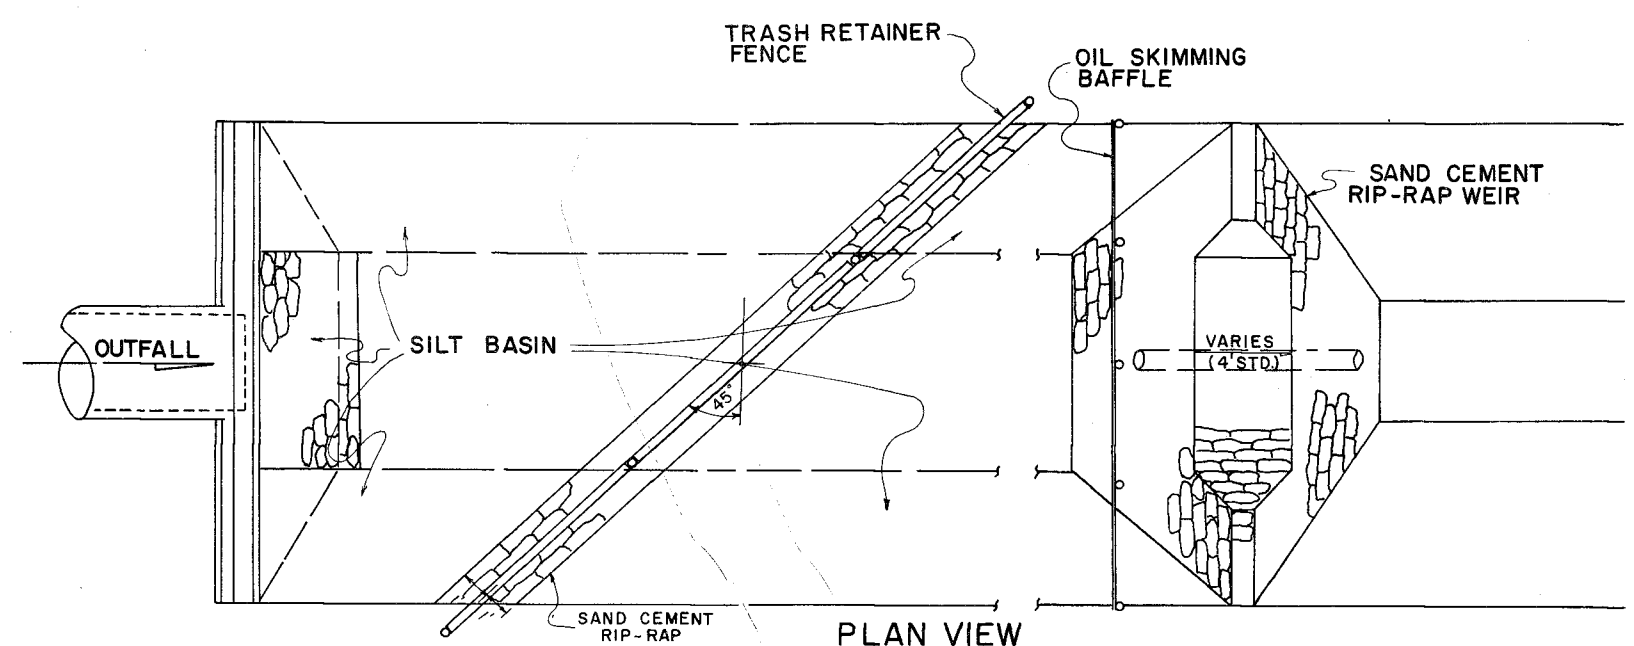 TRASH RETAINER
FENCE
OIL SKIMMING
BAFFLE
SAND CEMENT
RIP-RAP WEIR
OUTFALL
SILT BASIN
VARIES
(4' STD.)
45°
SAND CEMENT
RIP-RAP
PLAN VIEW